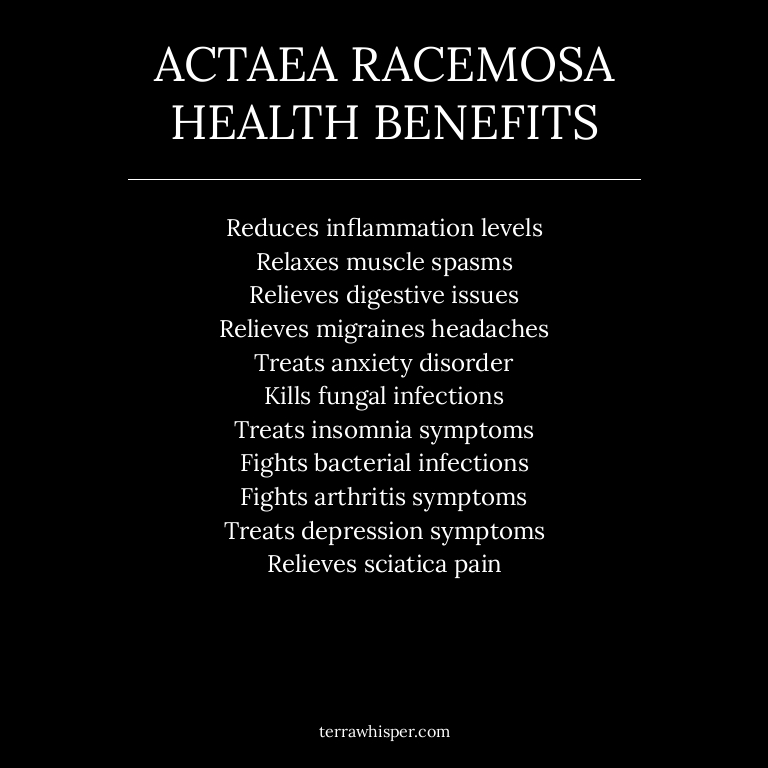 ACTAEA RACEMOSA
HEALTH BENEFITS
Reduces inflammation levels
Relaxes muscle spasms
Relieves digestive issues
Relieves migraines headaches
Treats anxiety disorder
Kills fungal infections
Treats insomnia symptoms
Fights bacterial infections
Fights arthritis symptoms
Treats depression symptoms
Relieves sciatica pain
terrawhisper.com